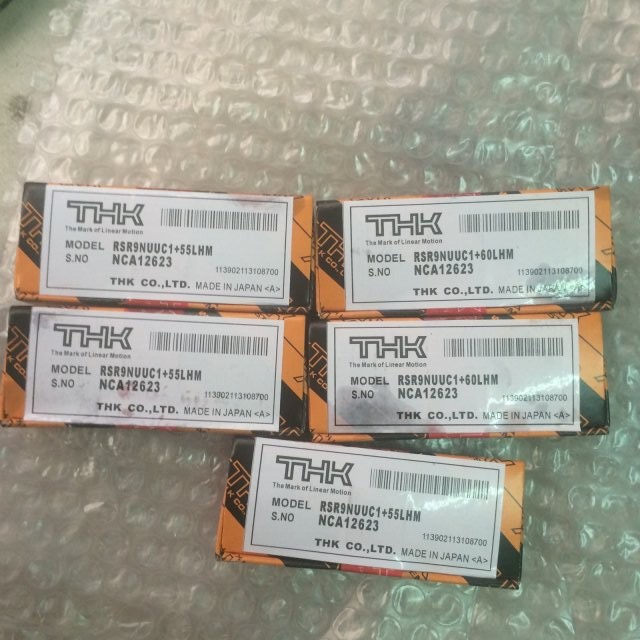 THK
The Mark of Linear Motion
MODEL RSR9NUUC1+55LHM
S.NO NCA12623
113902113108700
THK CO.,LTD. MADE IN JAPAN <A>
THK
The Mark of Linear Motion
MODEL RSR9NUUC1+60LHM
S.NO NCA12623
113902113108700
THK CO.,LTD. MADE IN JAPAN <A>
THK
The Mark of Linear Motion
MODEL RSR9NUUC1+55LHM
S.NO NCA12623
113902113108700
THK CO.,LTD. MADE IN JAPAN <A>
THK
The Mark of Linear Motion
MODEL RSR9NUUC1+60LHM
S.NO NCA12623
113902113108700
THK CO.,LTD. MADE IN JAPAN <A>
THK
The Mark of Linear Motion
MODEL RSR9NUUC1+55LHM
S.NO NCA12623
113902113108700
THK CO.,LTD. MADE IN JAPAN <A>